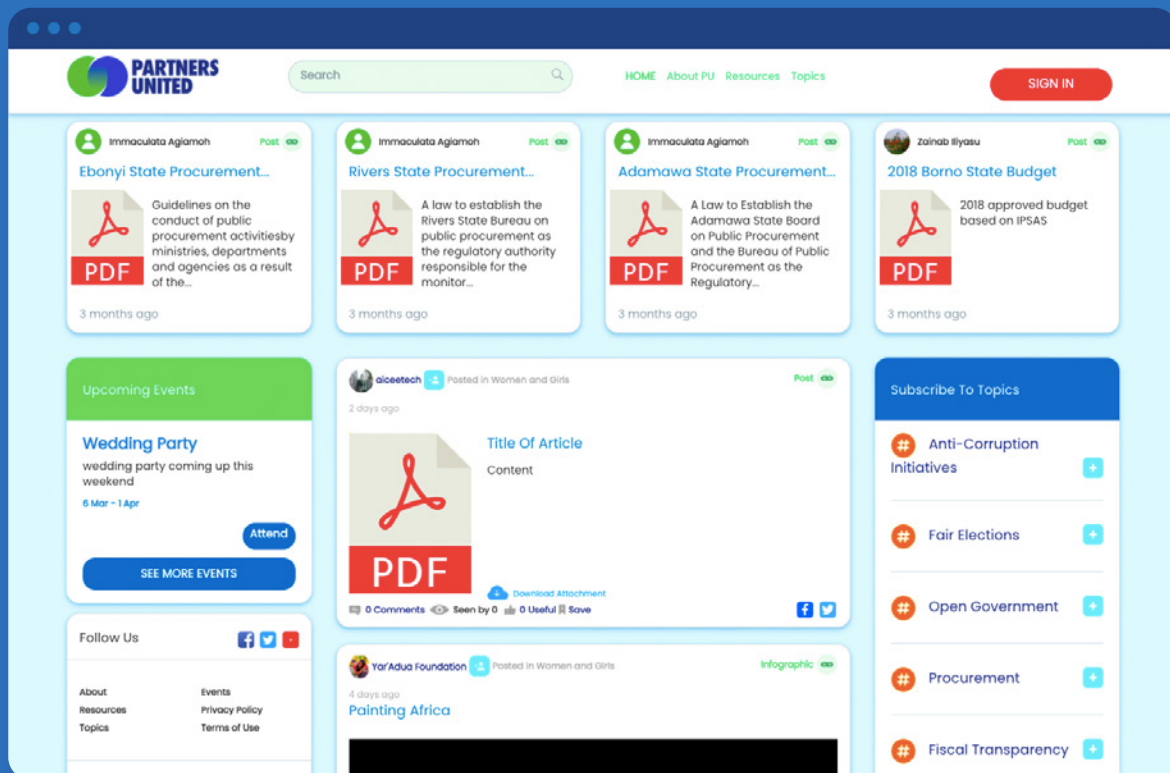 PARTNERS
UNITED
Search
HOME About PU Resources Topics
SIGN IN
Immaculata Agiamoh Post
Ebonyi State Procurement...
PDF
Guidelines on the
conduct of public
procurement activitiesby
ministries, departments
and agencies as a result
of the...
3 months ago
Immaculata Agiamoh Post
Rivers State Procurement...
PDF
A law to establish the
Rivers State Bureau on
public procurement as
the regulatory authority
responsible for the
monitor...
3 months ago
Immaculata Agiamoh Post
Adamawa State Procurement...
PDF
A Law to Establish the
Adamawa State Board
on Public Procurement
and the Bureau of Public
Procurement as the
Regulatory...
3 months ago
Zainab Iliyasu Post
2018 Borno State Budget
PDF
2018 approved budget
based on IPSAS
3 months ago
Upcoming Events
Wedding Party
wedding party coming up this
weekend
6 Mar - 1 Apr
Attend
SEE MORE EVENTS
Follow Us
About Events
Resources Privacy Policy
Topics Terms of Use
aiceetech Posted in Women and Girls Post
2 days ago
Title Of Article
Content
PDF
Download Attachment
0 Comments Seen by 0 0 Useful Save
Yar'Adua Foundation Posted in Women and Girls Infographic
4 days ago
Painting Africa
Subscribe To Topics
# Anti-Corruption
Initiatives +
# Fair Elections +
# Open Government +
# Procurement +
# Fiscal Transparency +